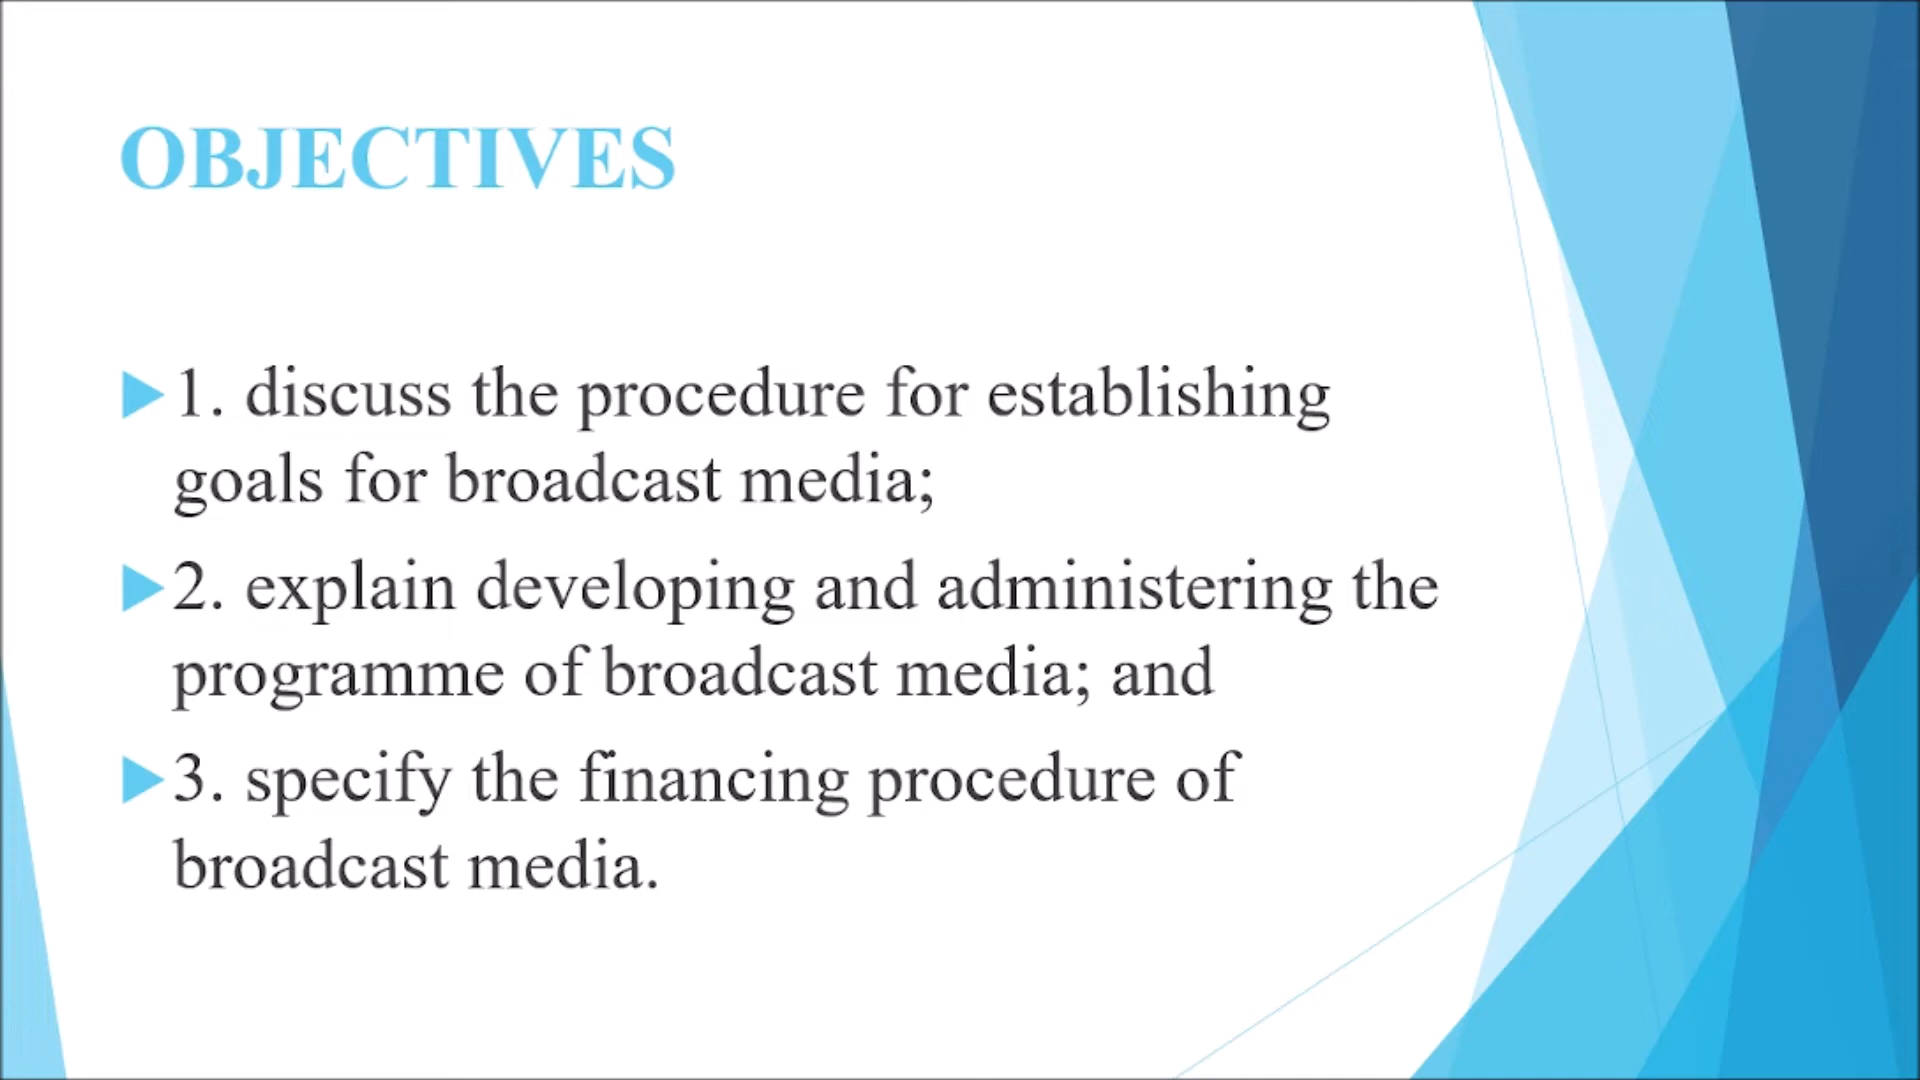 OBJECTIVES
1. discuss the procedure for establishing
goals for broadcast media;
2. explain developing and administering the
programme of broadcast media; and
3. specify the financing procedure of
broadcast media.